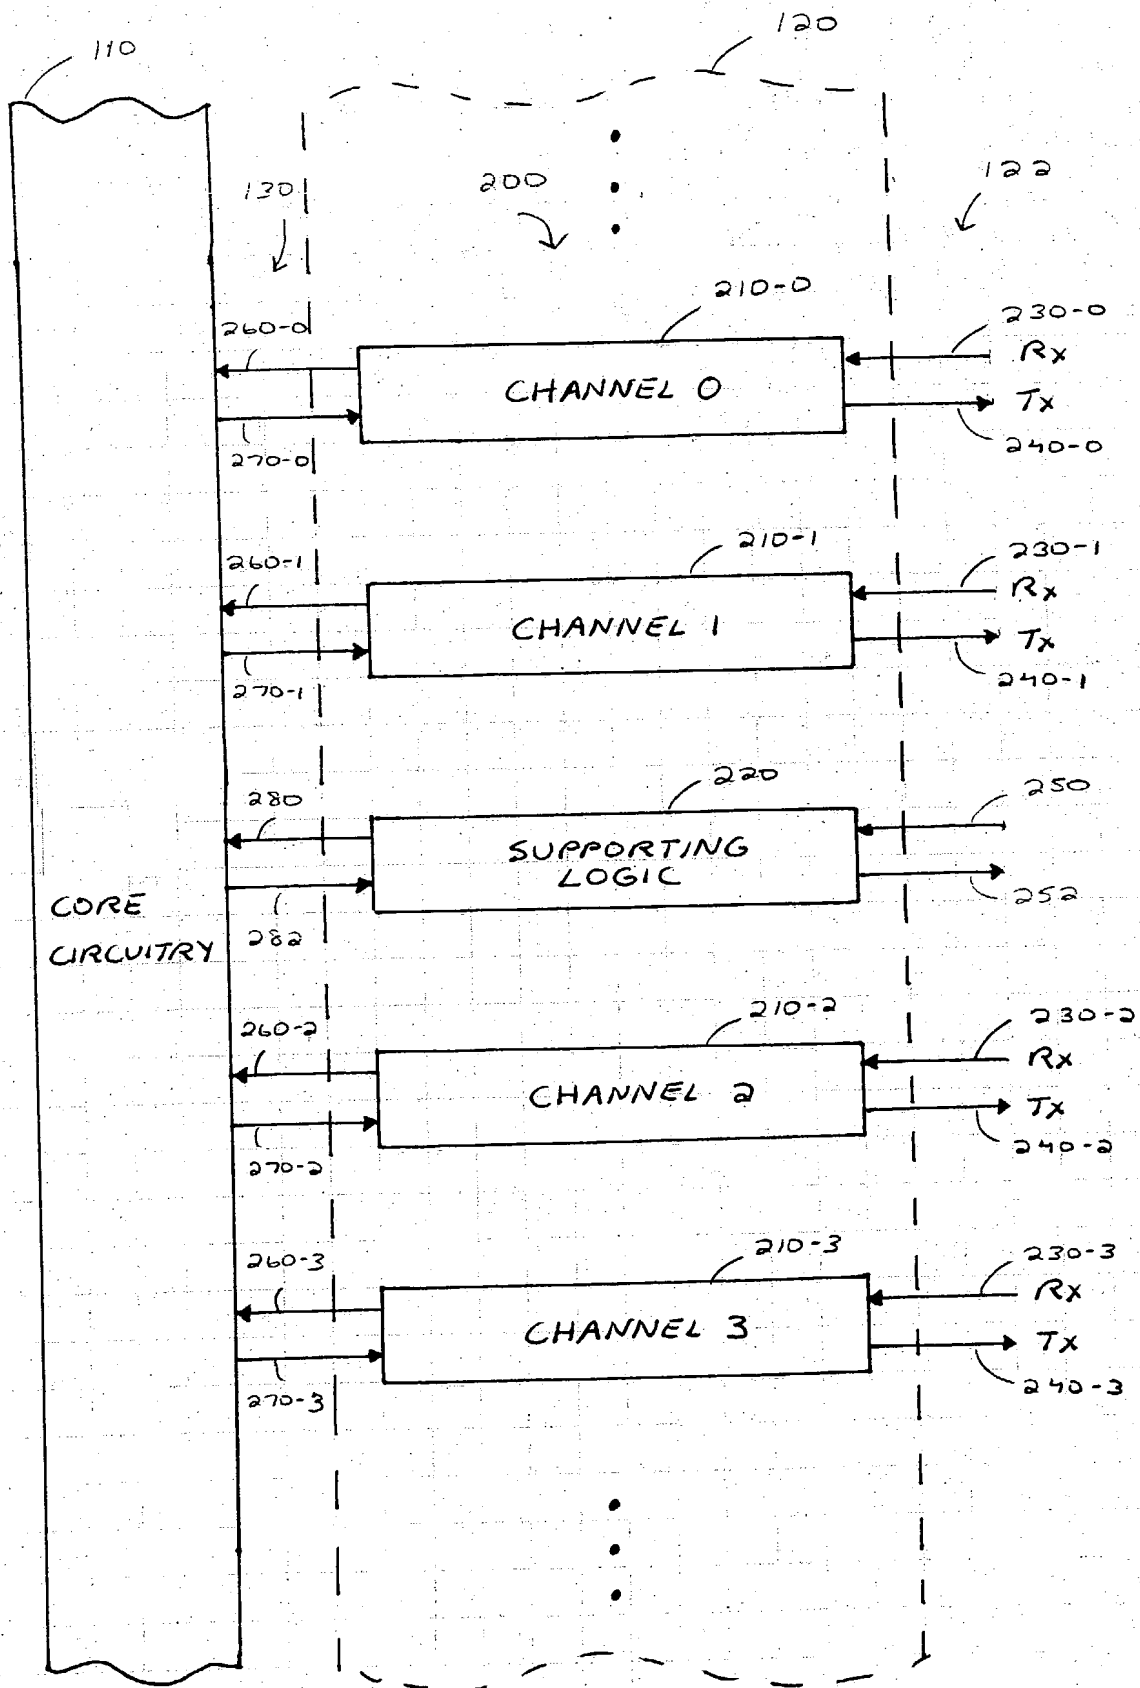 110
120
130
200
122
210-0
260-0
230-0
Rx
CHANNEL 0
Tx
270-0
240-0
210-1
260-1
230-1
Rx
CHANNEL 1
Tx
270-1
240-1
220
280
250
SUPPORTING
LOGIC
CORE
CIRCUITRY
282
252
210-2
260-2
230-2
Rx
CHANNEL 2
Tx
270-2
240-2
210-3
260-3
230-3
Rx
CHANNEL 3
Tx
270-3
240-3